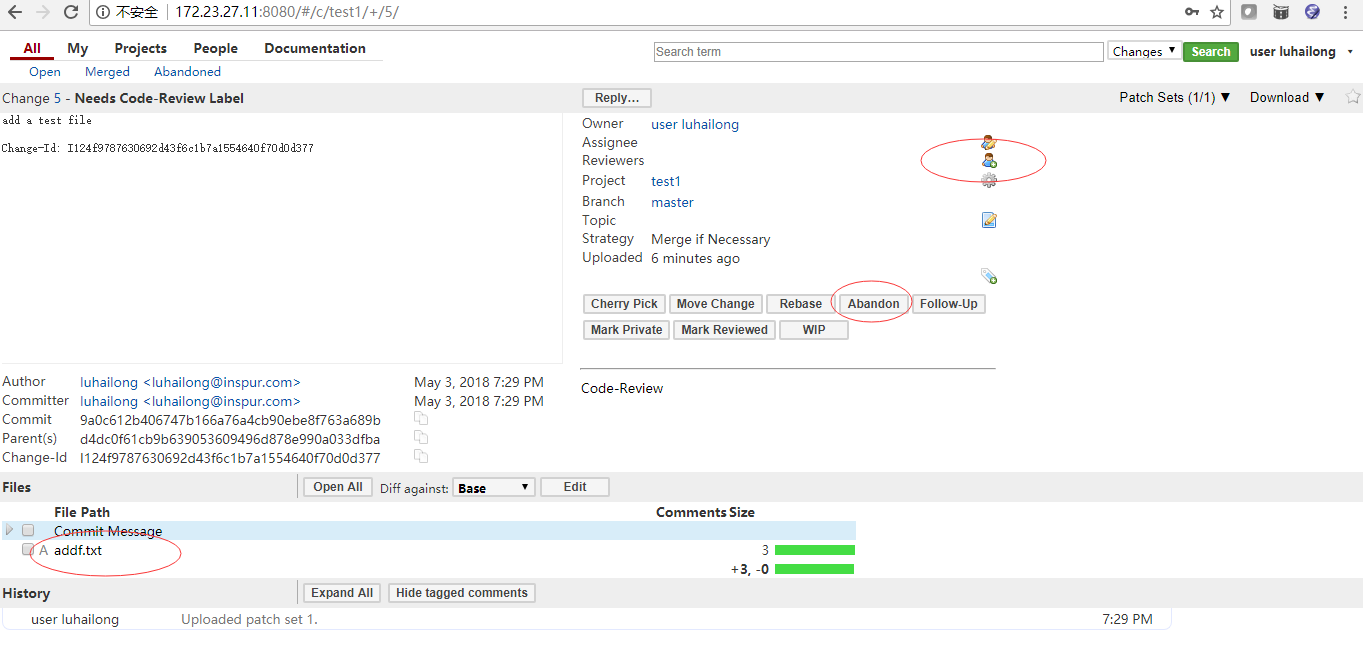 不安全 172.23.27.11:8080/#/c/test1/+/5/
All My Projects People Documentation
Search term Changes Search user luhailong
Open Merged Abandoned
Change 5 - Needs Code-Review Label Reply… Patch Sets (1/1) ▼ Download ▼
add a test file
Change-Id: I124f9787630692d43f6c1b7a1554640f70d0d377
Owner user luhailong
Assignee
Reviewers
Project test1
Branch master
Topic
Strategy Merge if Necessary
Uploaded 6 minutes ago
Cherry Pick Move Change Rebase Abandon Follow-Up
Mark Private Mark Reviewed WIP
Code-Review
Author luhailong <luhailong@inspur.com> May 3, 2018 7:29 PM
Committer luhailong <luhailong@inspur.com> May 3, 2018 7:29 PM
Commit 9a0c612b406747b166a76a4cb90ebe8f763a689b
Parent(s) d4dc0f61cb9b639053609496d878e990a033dfba
Change-Id I124f9787630692d43f6c1b7a1554640f70d0d377
Files Open All Diff against: Base Edit
File Path Comments Size
Commit Message
A addf.txt 3
+3, -0
History Expand All Hide tagged comments
user luhailong Uploaded patch set 1. 7:29 PM